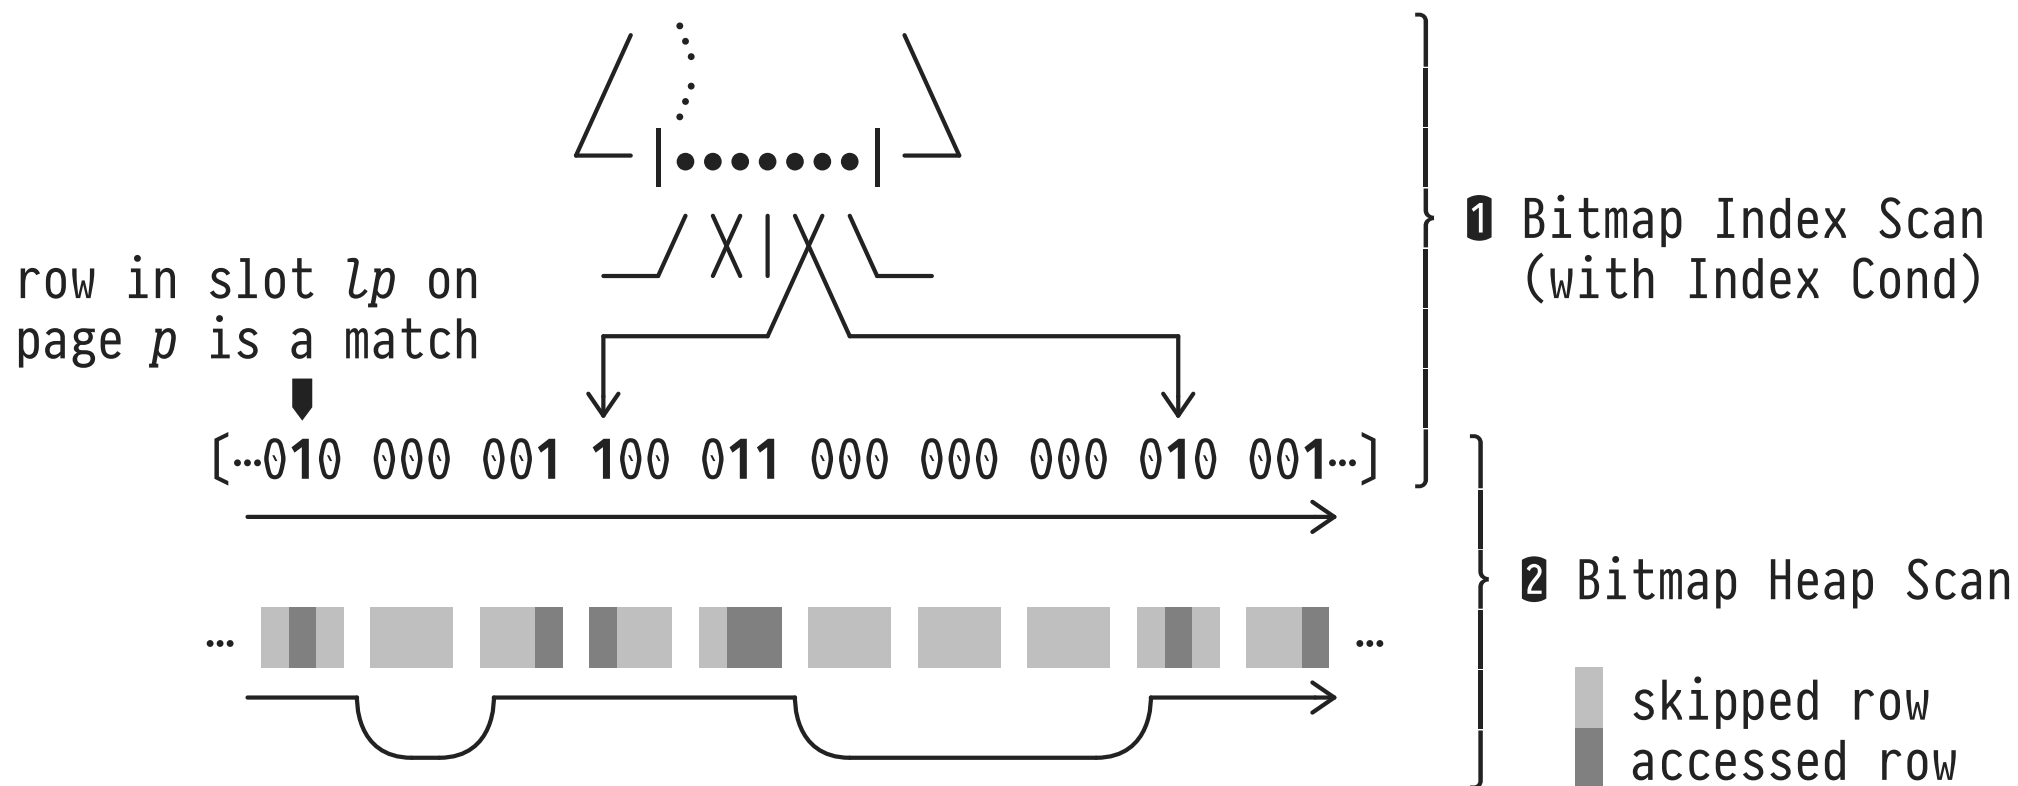 1 Bitmap Index Scan
(with Index Cond)
row in slot lp on
page p is a match
[···010 000 001 100 011 000 000 000 010 001···]
2 Bitmap Heap Scan
··· ···
skipped row
accessed row